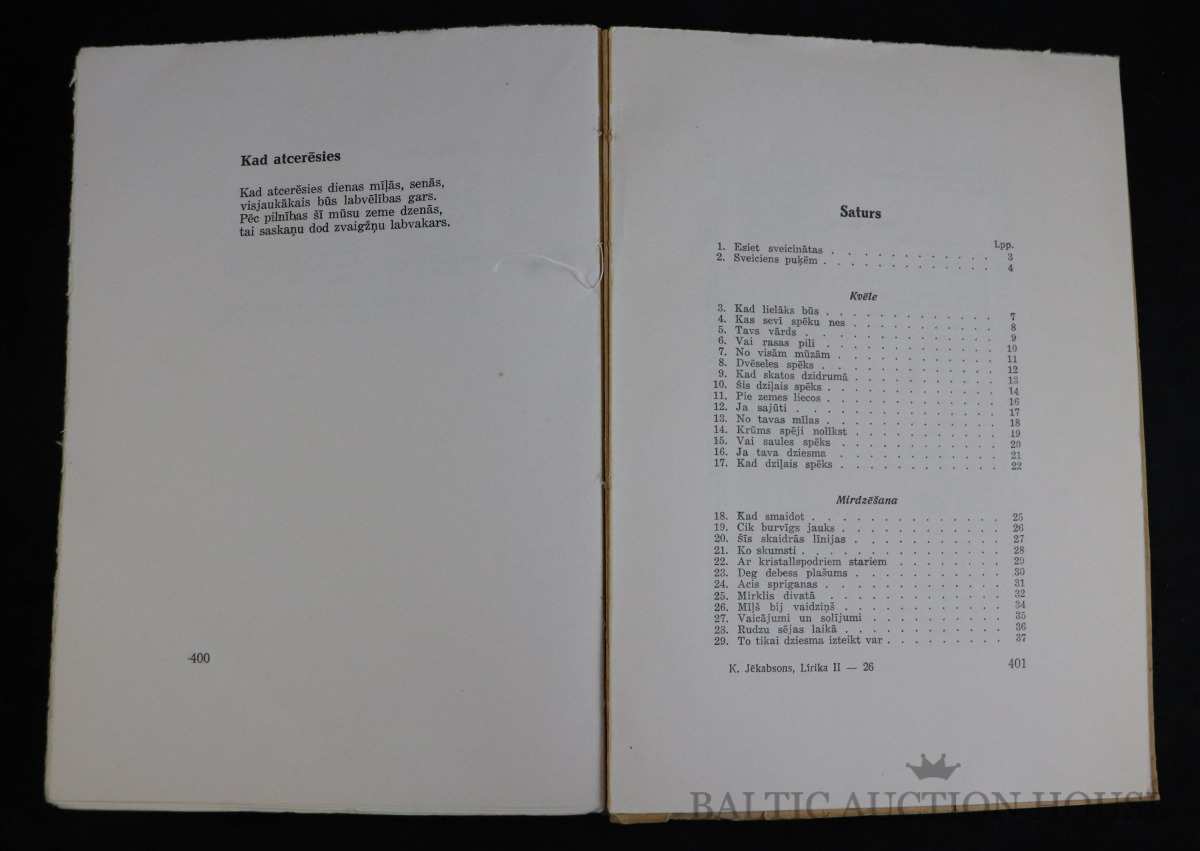 Kad atcerēsies
Kad atcerēsies dienas mīļās, senās,
visjaukākais būs labvēlības gars.
Pēc pilnības šī mūsu zeme dzenās,
tai saskaņu dod zvaigžņu labvakars.
400
Saturs
Lpp.
1. Esiet sveicinātas . . . . . . . . . . . . 3
2. Sveiciens puķēm . . . . . . . . . . . . 4
Kvēle
3. Kad lielāks būs . . . . . . . . . . . . 7
4. Kas sevī spēku nes . . . . . . . . . . . 8
5. Tavs vārds . . . . . . . . . . . . . 9
6. Vai rasas pilī . . . . . . . . . . . . 10
7. No visām mūzām . . . . . . . . . . . 11
8. Dvēseles spēks . . . . . . . . . . . . 12
9. Kad skatos dzidrumā . . . . . . . . . . 13
10. Šis dziļais spēks . . . . . . . . . . . . 14
11. Pie zemes liecos . . . . . . . . . . . . 16
12. Ja sajūti . . . . . . . . . . . . . 17
13. No tavas mīlas . . . . . . . . . . . . 18
14. Krūms spēji nolīkst . . . . . . . . . . 19
15. Vai saules spēks . . . . . . . . . . . 20
16. Ja tava dziesma . . . . . . . . . . . 21
17. Kad dziļais spēks . . . . . . . . . . . 22
Mirdzēšana
18. Kad smaidot . . . . . . . . . . . . . 25
19. Cik burvīgs jauks . . . . . . . . . . . 26
20. Šīs skaidrās līnijas . . . . . . . . . . . 27
21. Ko skumsti . . . . . . . . . . . . . 28
22. Ar kristallspodriem stariem . . . . . . . . 29
23. Deg debess plašums . . . . . . . . . . . 30
24. Acis spriganas . . . . . . . . . . . . 31
25. Mirklis divatā . . . . . . . . . . . . 32
26. Mīļš bij vaidziņš . . . . . . . . . . . 34
27. Vaicājumi un solījumi . . . . . . . . . . 35
28. Rudzu sējas laikā . . . . . . . . . . . 36
29. To tikai dziesma izteikt var . . . . . . . . 37
K. Jēkabsons, Lirika II — 26
401
BALTIC AUCTION HOUSE